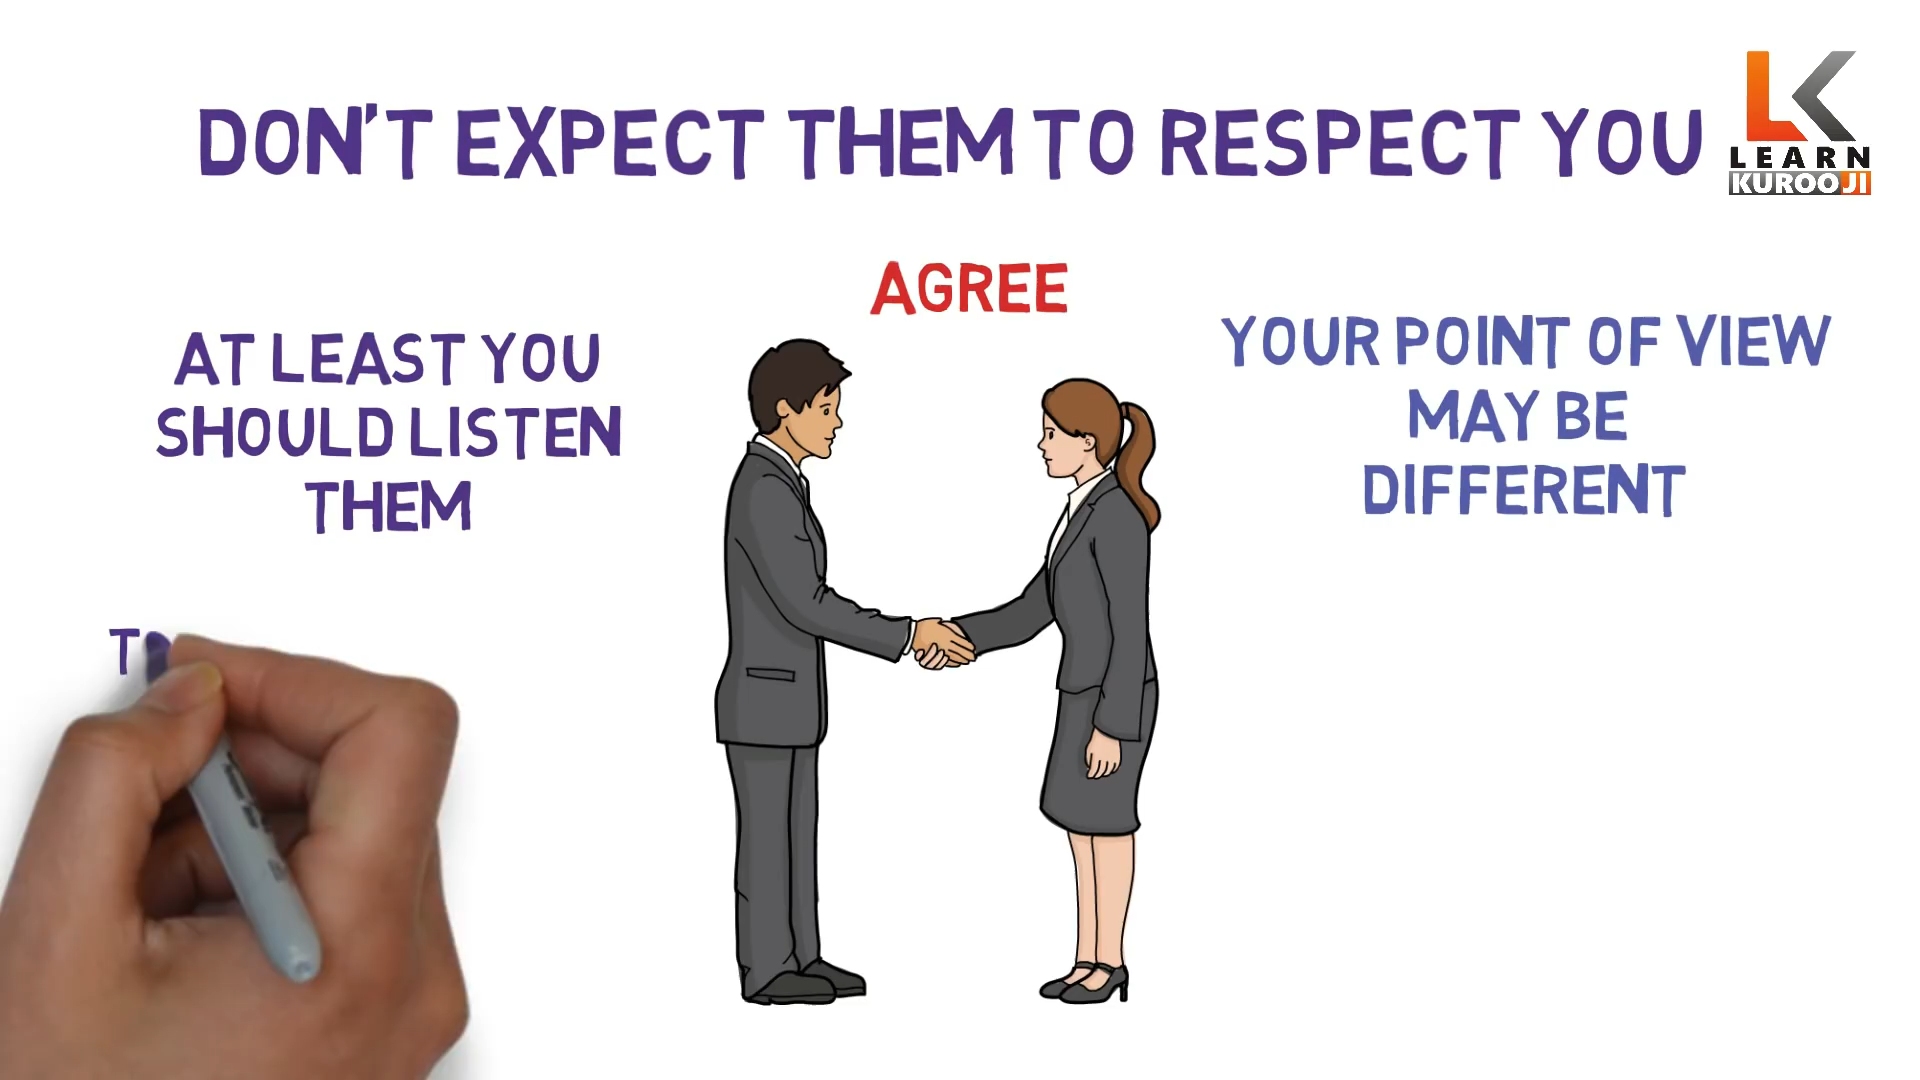 DON'T EXPECT THEM TO RESPECT YOU
LEARN
KUROOJI
AGREE
AT LEAST YOU
SHOULD LISTEN
THEM
YOUR POINT OF VIEW
MAY BE
DIFFERENT
T